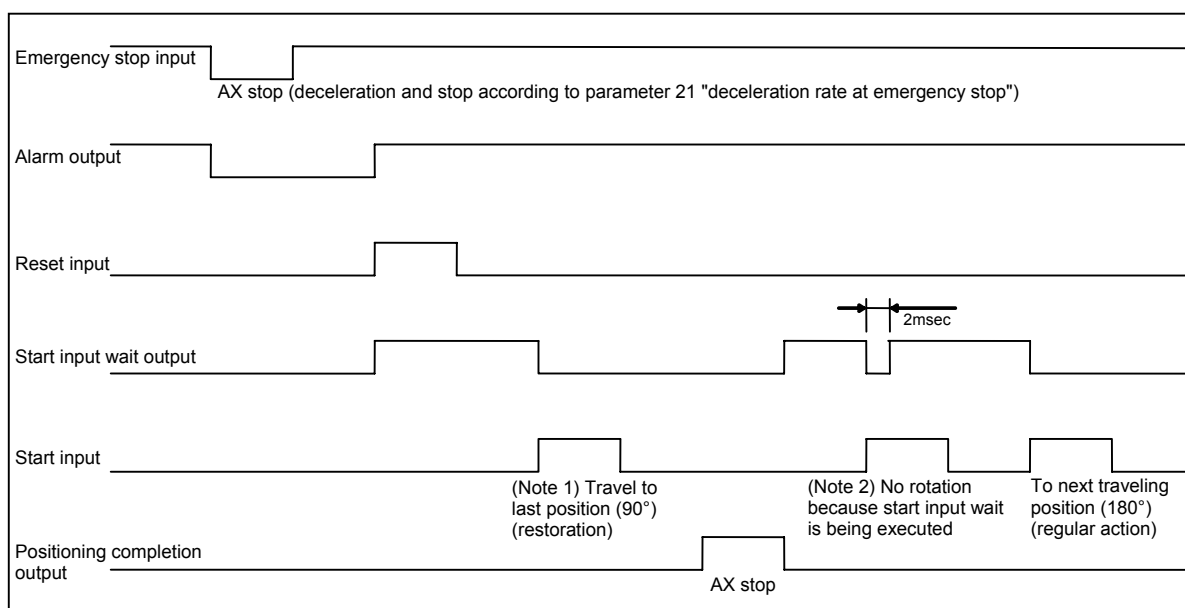 Emergency stop input
AX stop (deceleration and stop according to parameter 21 "deceleration rate at emergency stop")
Alarm output
Reset input
2msec
Start input wait output
Start input
(Note 1) Travel to
last position (90°)
(restoration)
(Note 2) No rotation
because start input wait
is being executed
To next traveling
position (180°)
(regular action)
Positioning completion
output
AX stop